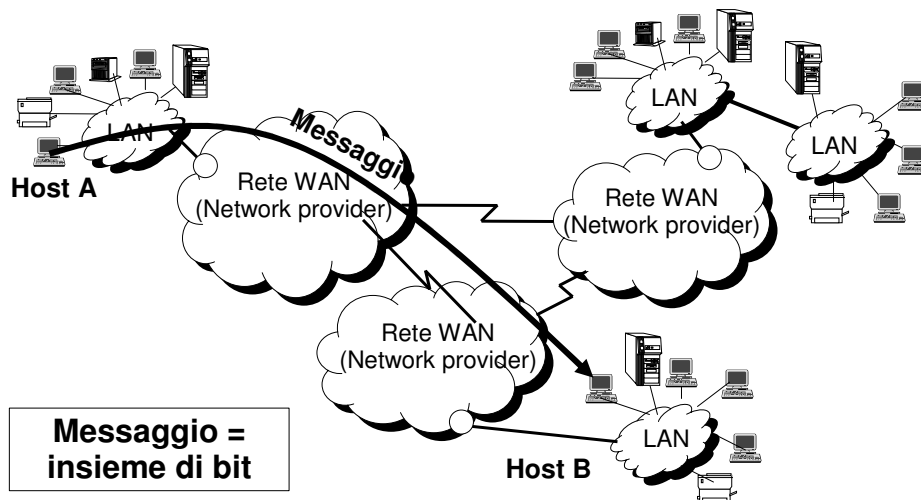 LAN
Messaggi
Host A
Rete WAN
(Network provider)
LAN
LAN
Rete WAN
(Network provider)
Rete WAN
(Network provider)
LAN
Host B
Messaggio =
insieme di bit